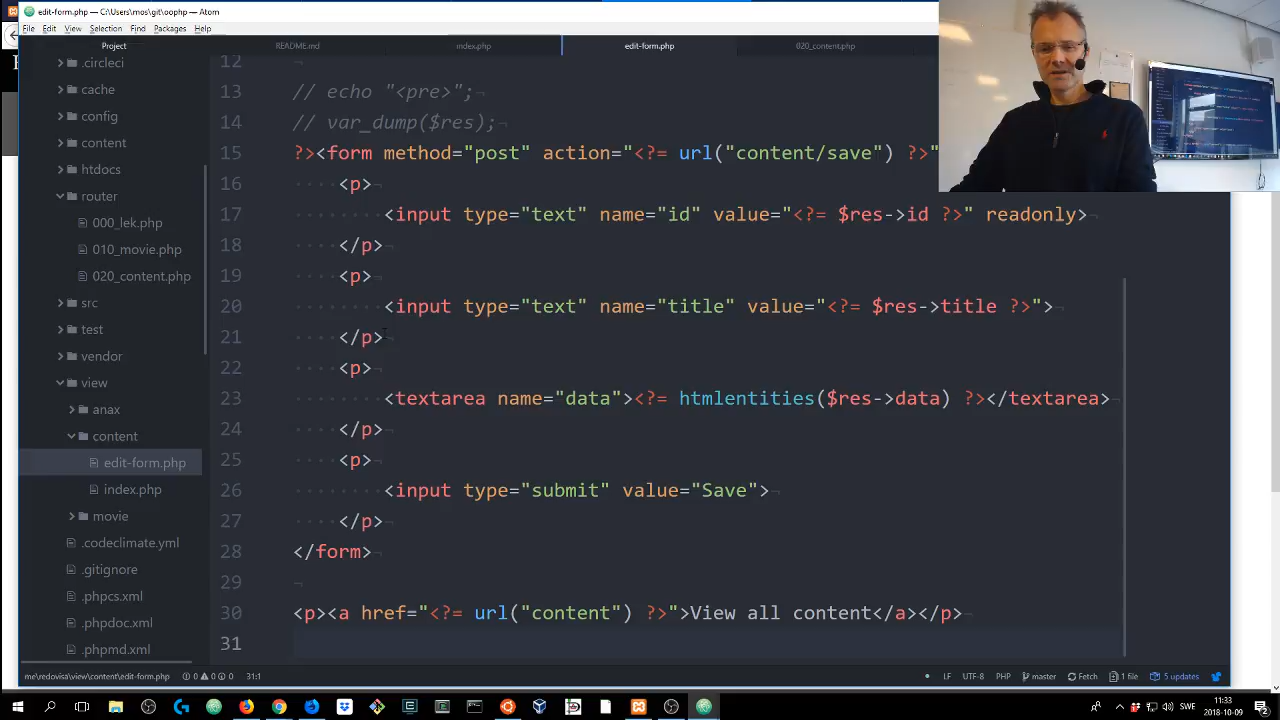 edit-form.php — C:\Users\mos\git\oophp — Atom
File Edit View Selection Find Packages Help
Project
README.md
index.php
edit-form.php
020_content.php
.circleci
cache
config
content
htdocs
router
000_lek.php
010_movie.php
020_content.php
src
test
vendor
view
anax
content
edit-form.php
index.php
movie
.codeclimate.yml
.gitignore
.phpcs.xml
.phpdoc.xml
.phpmd.xml
12
13 // echo "<pre>";
14 // var_dump($res);
15 ?><form method="post" action="<?= url("content/save") ?>"
16 <p>
17 <input type="text" name="id" value="<?= $res->id ?>" readonly>
18 </p>
19 <p>
20 <input type="text" name="title" value="<?= $res->title ?>">
21 </p>
22 <p>
23 <textarea name="data"><?= htmlentities($res->data) ?></textarea>
24 </p>
25 <p>
26 <input type="submit" value="Save">
27 </p>
28 </form>
29
30 <p><a href="<?= url("content") ?>">View all content</a></p>
31
me\redovisa\view\content\edit-form.php 0 0 0 31:1
LF UTF-8 PHP master Fetch 1 file 5 updates
SWE
11:33
2018-10-09